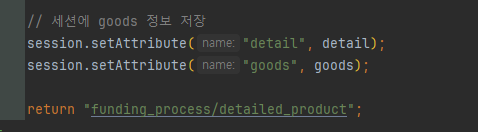 // 세션에 goods 정보 저장
session.setAttribute( name: "detail", detail);
session.setAttribute( name: "goods", goods);
return "funding_process/detailed_product";